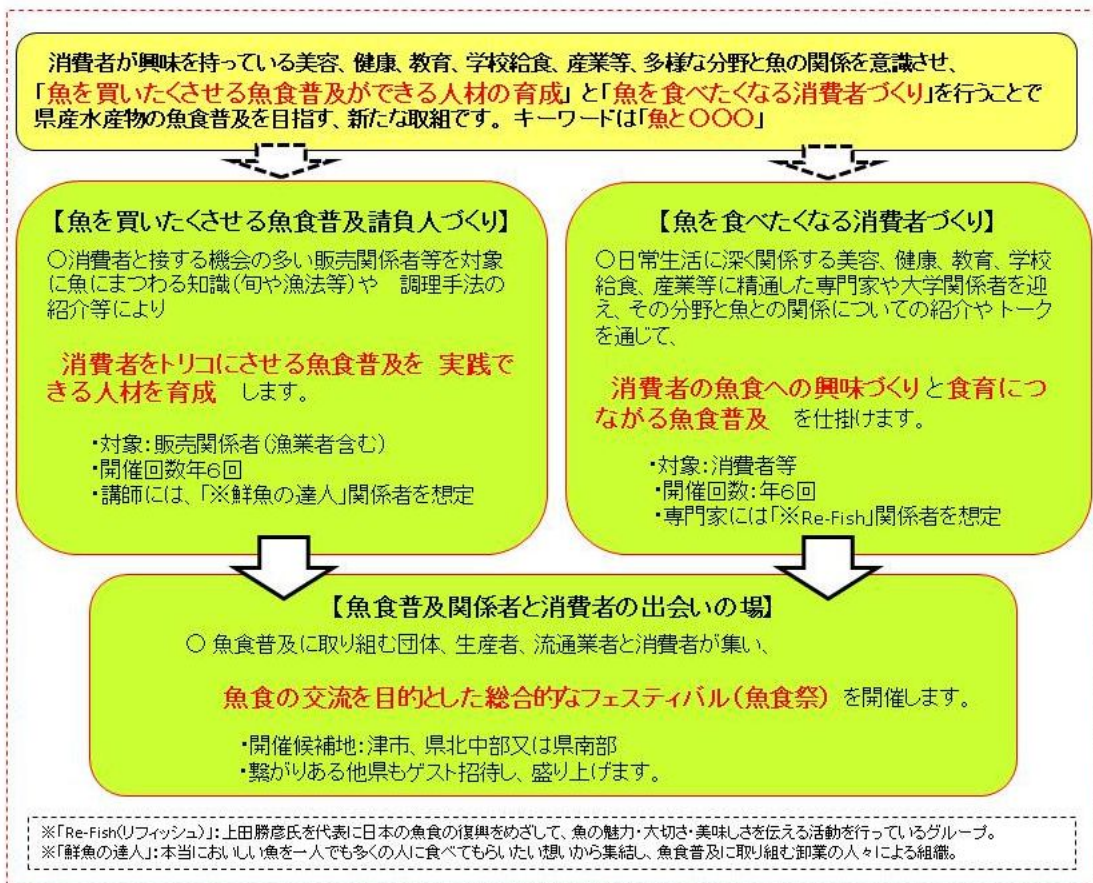 消費者が興味を持っている美容、健康、教育、学校給食、産業等、多様な分野と魚の関係を意識させ、
「魚を買いたくさせる魚食普及ができる人材の育成」と「魚を食べたくなる消費者づくり」を行うことで
県産水産物の魚食普及を目指す、新たな取組です。キーワードは「魚と〇〇〇」
【魚を買いたくさせる魚食普及請負人づくり】
〇消費者と接する機会の多い販売関係者等を対象
に魚にまつわる知識(旬や漁法等)や 調理手法の
紹介等により
消費者をトリコにさせる魚食普及を 実践で
きる人材を育成 します。
・対象:販売関係者(漁業者含む)
・開催回数年6回
・講師には、「※鮮魚の達人」関係者を想定
【魚を食べたくなる消費者づくり】
〇日常生活に深く関係する美容、健康、教育、学校
給食、産業等に精通した専門家や大学関係者を迎
え、その分野と魚との関係についての紹介やトーク
を通じて、
消費者の魚食への興味づくりと食育につ
ながる魚食普及 を仕掛けます。
・対象:消費者等
・開催回数:年6回
・専門家には「※Re-Fish」関係者を想定
【魚食普及関係者と消費者の出会いの場】
〇 魚食普及に取り組む団体、生産者、流通業者と消費者が集い、
魚食の交流を目的とした総合的なフェスティバル(魚食祭) を開催します。
・開催候補地:津市、県北中部又は県南部
・繋がりある他県もゲスト招待し、盛り上げます。
※「Re-Fish(リフィッシュ)」:上田勝彦氏を代表に日本の魚食の復興をめざして、魚の魅力・大切さ・美味しさを伝える活動を行っているグループ。
※「鮮魚の達人」:本当においしい魚を一人でも多くの人に食べてもらいたい想いから集結し、魚食普及に取り組む卸業の人々による組織。